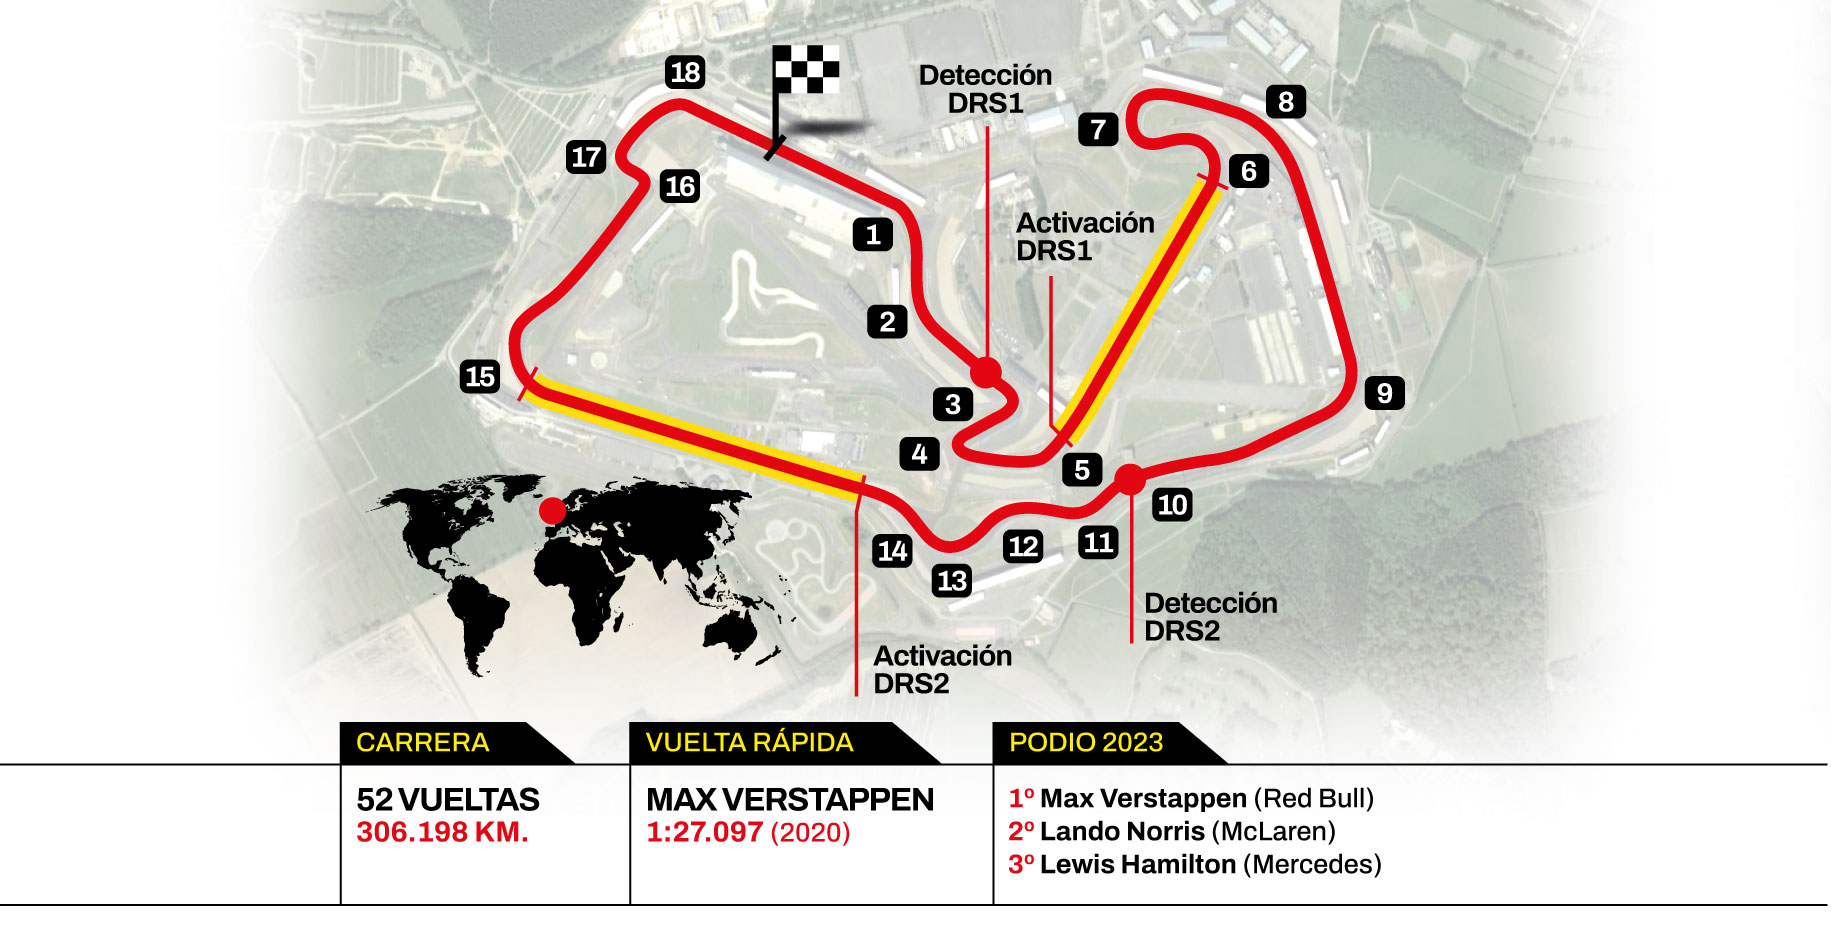 18
17
16
1
2
3
4
5
6
7
8
9
10
11
12
13
14
15
Detección
DRS1
Activación
DRS1
Detección
DRS2
Activación
DRS2
CARRERA
52 VUELTAS
306.198 KM.
VUELTA RÁPIDA
MAX VERSTAPPEN
1:27.097 (2020)
PODIO 2023
1º Max Verstappen (Red Bull)
2º Lando Norris (McLaren)
3º Lewis Hamilton (Mercedes)